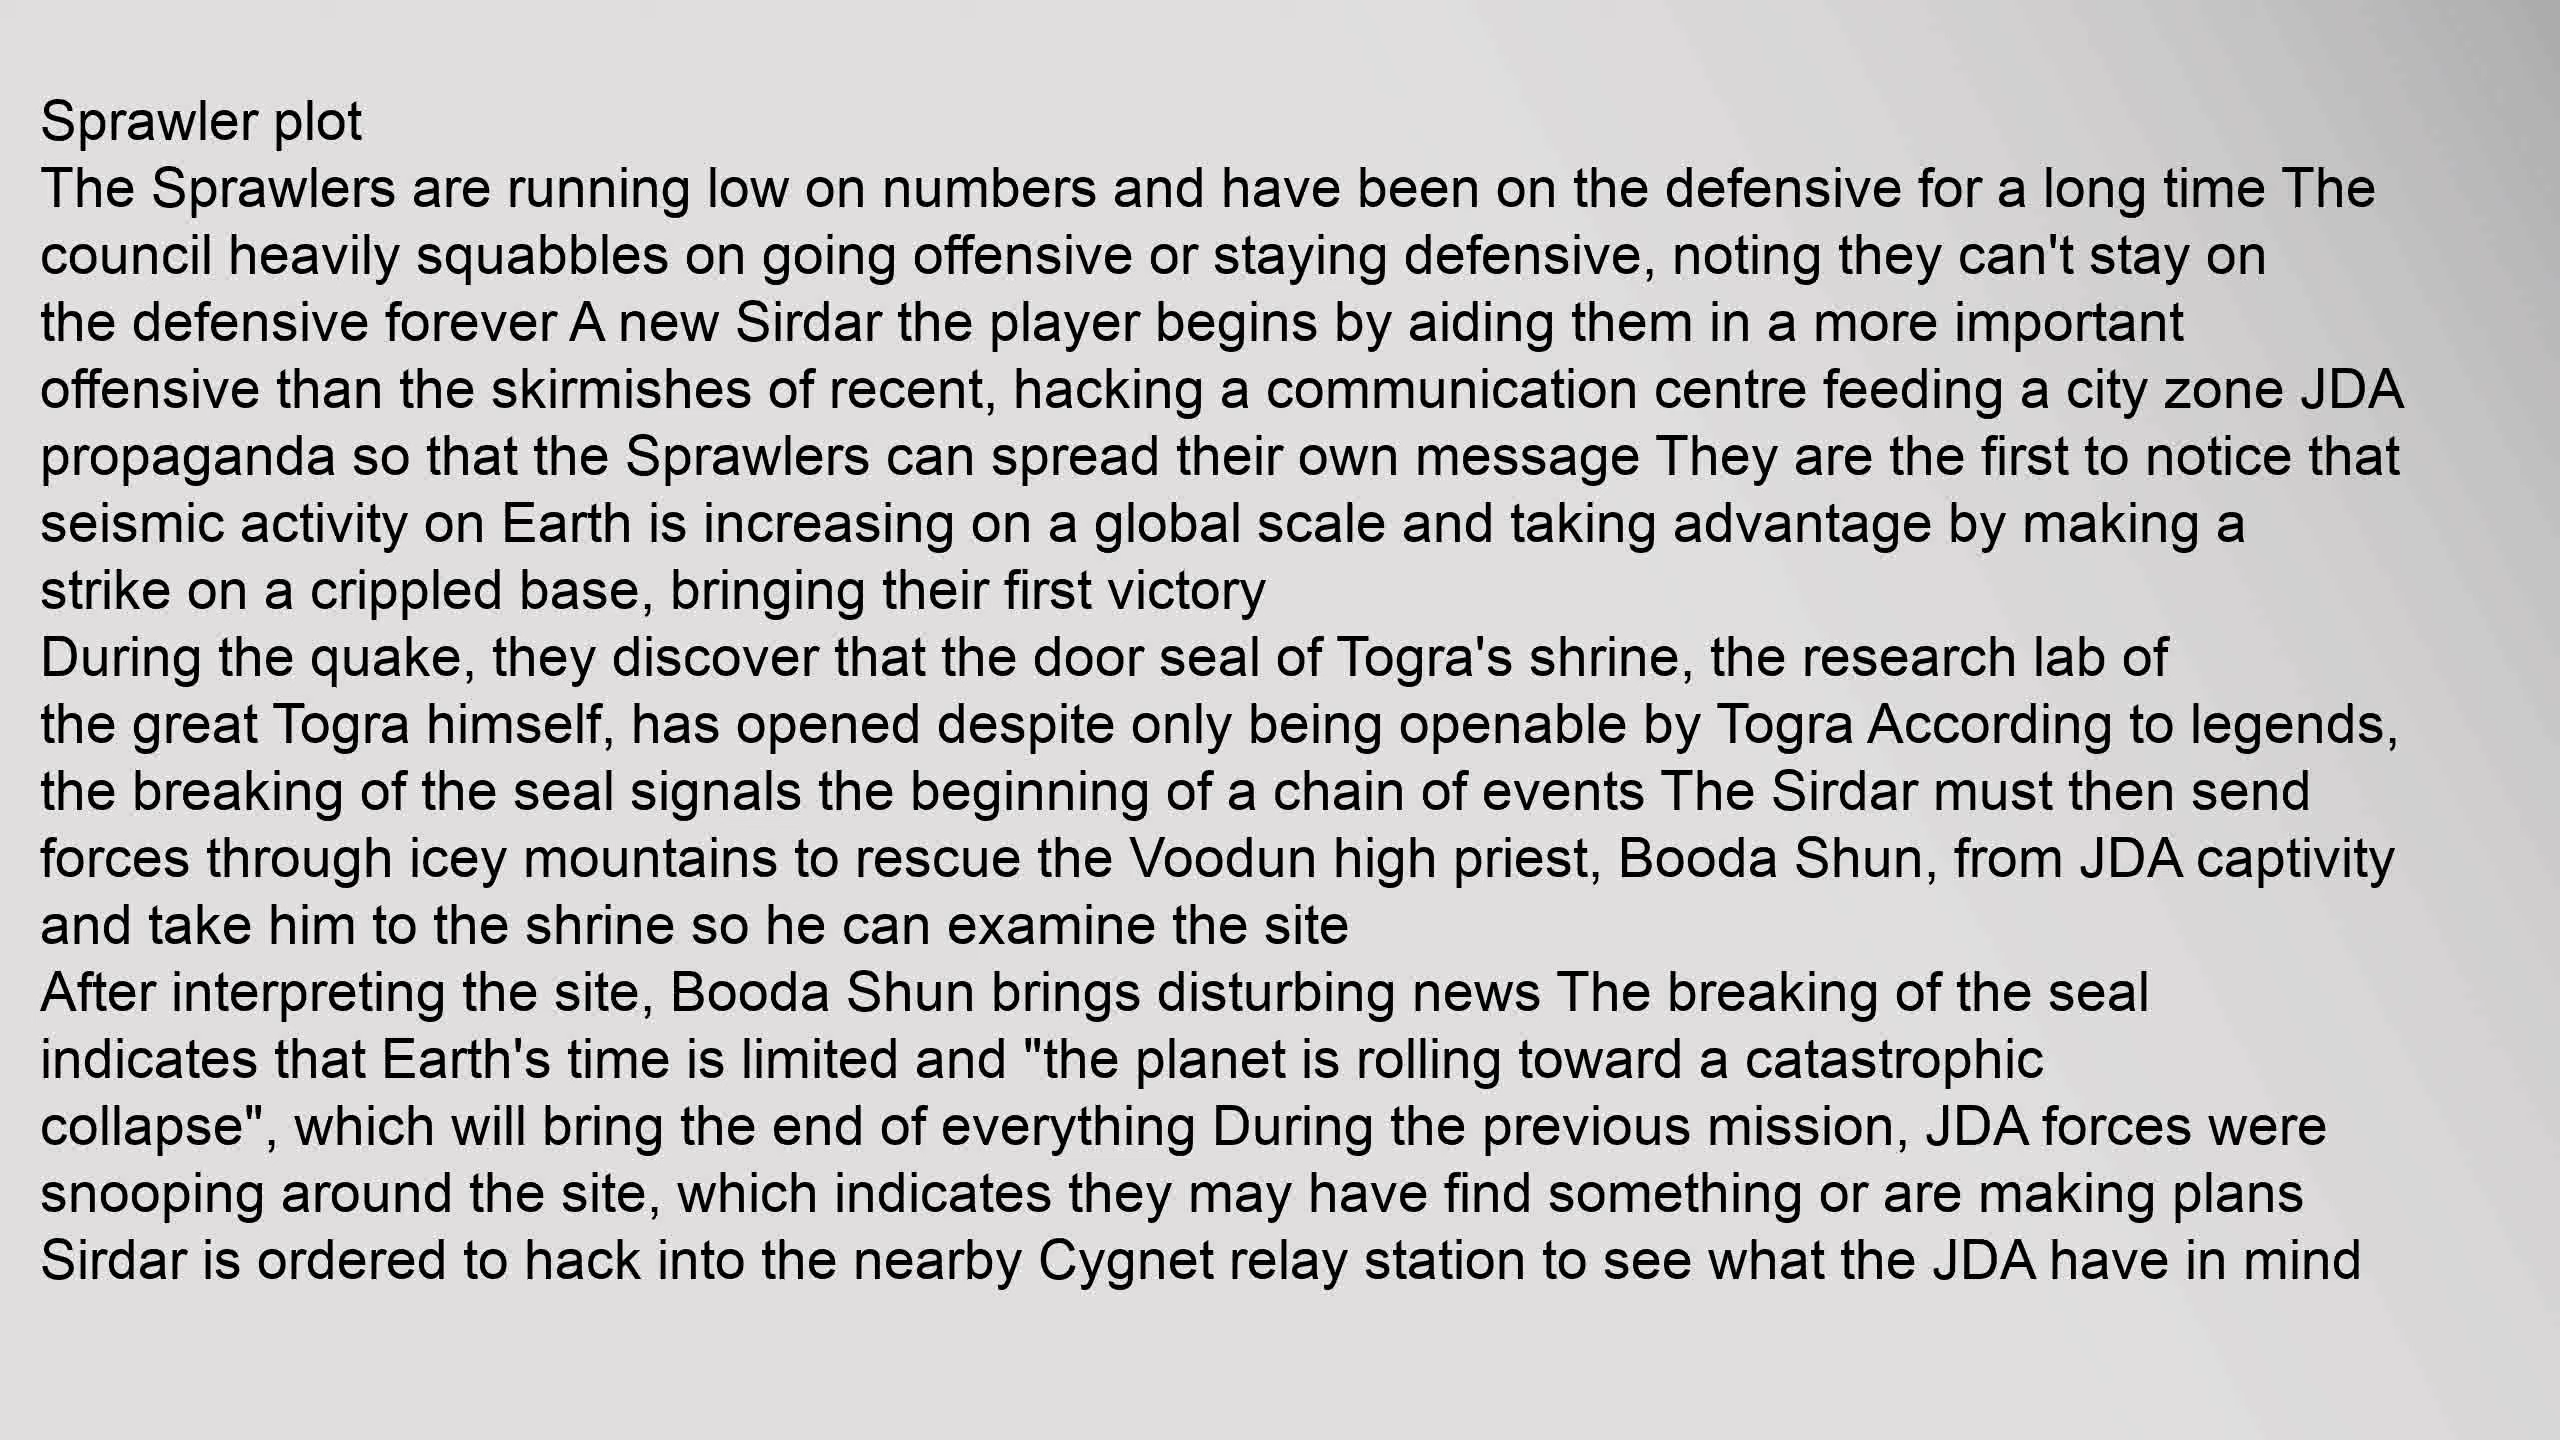 Sprawler plot
The Sprawlers are running low on numbers and have been on the defensive for a long time The
council heavily squabbles on going offensive or staying defensive, noting they can't stay on
the defensive forever A new Sirdar the player begins by aiding them in a more important
offensive than the skirmishes of recent, hacking a communication centre feeding a city zone JDA
propaganda so that the Sprawlers can spread their own message They are the first to notice that
seismic activity on Earth is increasing on a global scale and taking advantage by making a
strike on a crippled base, bringing their first victory
During the quake, they discover that the door seal of Togra's shrine, the research lab of
the great Togra himself, has opened despite only being openable by Togra According to legends,
the breaking of the seal signals the beginning of a chain of events The Sirdar must then send
forces through icey mountains to rescue the Voodun high priest, Booda Shun, from JDA captivity
and take him to the shrine so he can examine the site
After interpreting the site, Booda Shun brings disturbing news The breaking of the seal
indicates that Earth's time is limited and "the planet is rolling toward a catastrophic
collapse", which will bring the end of everything During the previous mission, JDA forces were
snooping around the site, which indicates they may have find something or are making plans
Sirdar is ordered to hack into the nearby Cygnet relay station to see what the JDA have in mind